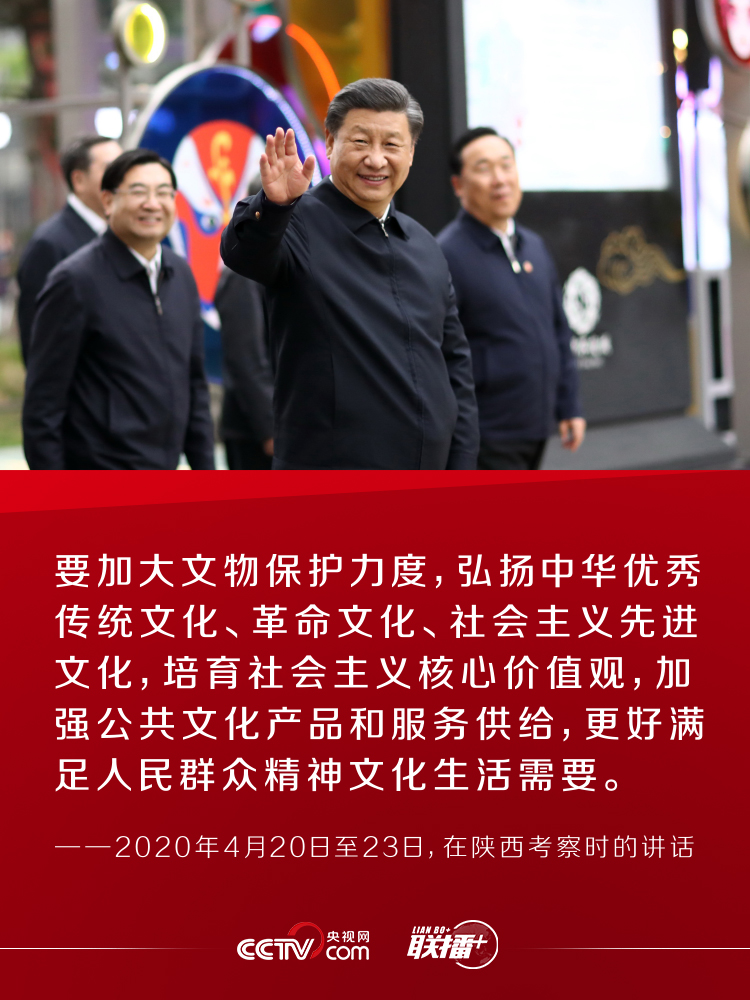 要加大文物保护力度，弘扬中华优秀
传统文化、革命文化、社会主义先进
文化，培育社会主义核心价值观，加
强公共文化产品和服务供给，更好满
足人民群众精神文化生活需要。
——2020年4月20日至23日，在陕西考察时的讲话
CCTV 央视网
com
LIAN BO+
联播+